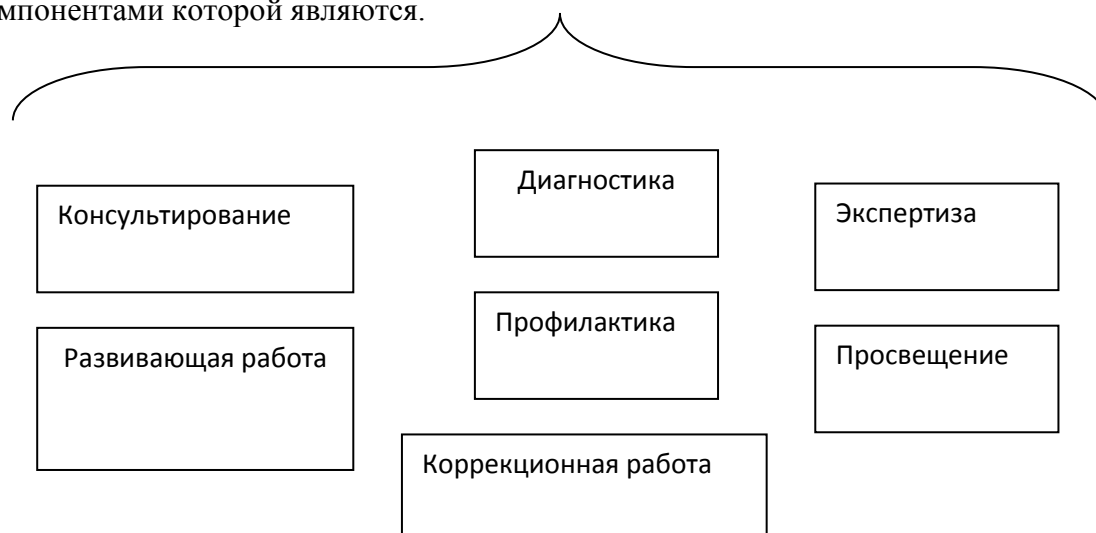 мпонентами которой являются.
Диагностика
Консультирование
Экспертиза
Профилактика
Развивающая работа
Просвещение
Коррекционная работа